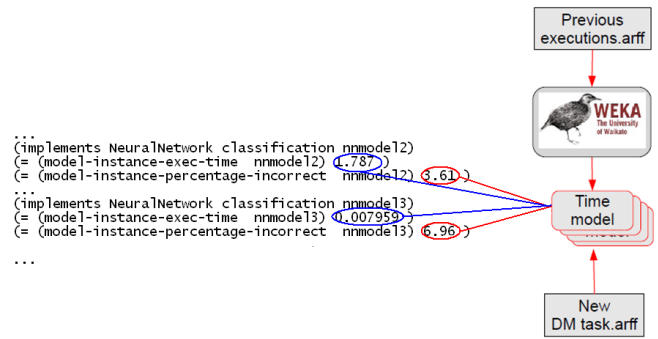 Previous
executions.arff
WEKA
The University
of Waikato
...
(implements NeuralNetwork classification nnmodel2)
(= (model-instance-exec-time nnmodel2) 1.787 )
(= (model-instance-percentage-incorrect nnmodel2) 3.61 )
...
(implements NeuralNetwork classification nnmodel3)
(= (model-instance-exec-time nnmodel3) 0.007959 )
(= (model-instance-percentage-incorrect nnmodel3) 6.96 )
...
Time
model
New
DM task.arff